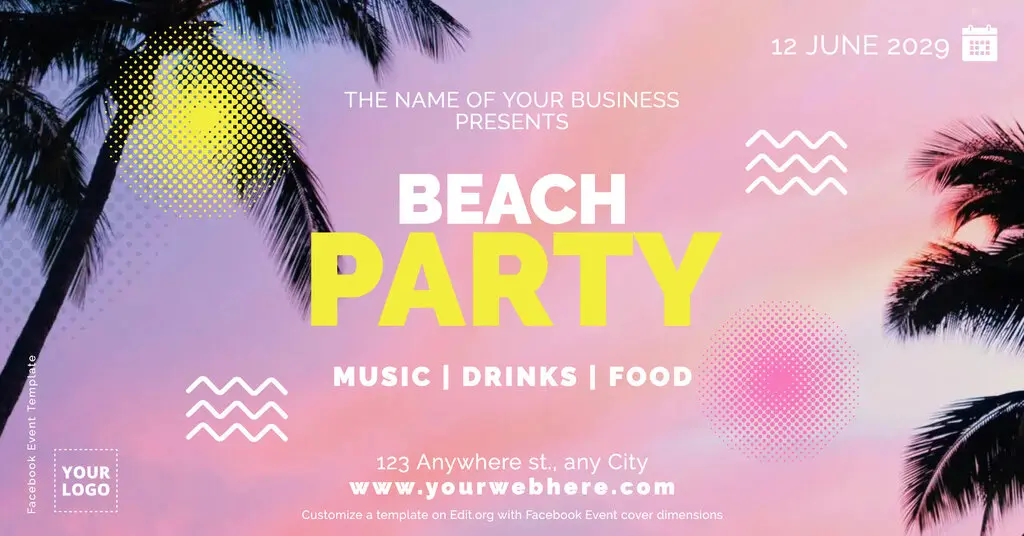 12 JUNE 2029
THE NAME OF YOUR BUSINESS
PRESENTS
BEACH
PARTY
MUSIC | DRINKS | FOOD
123 Anywhere st., any City
www.yourwebhere.com
Customize a template on Edit.org with Facebook Event cover dimensions
YOUR
LOGO
Facebook Event Template